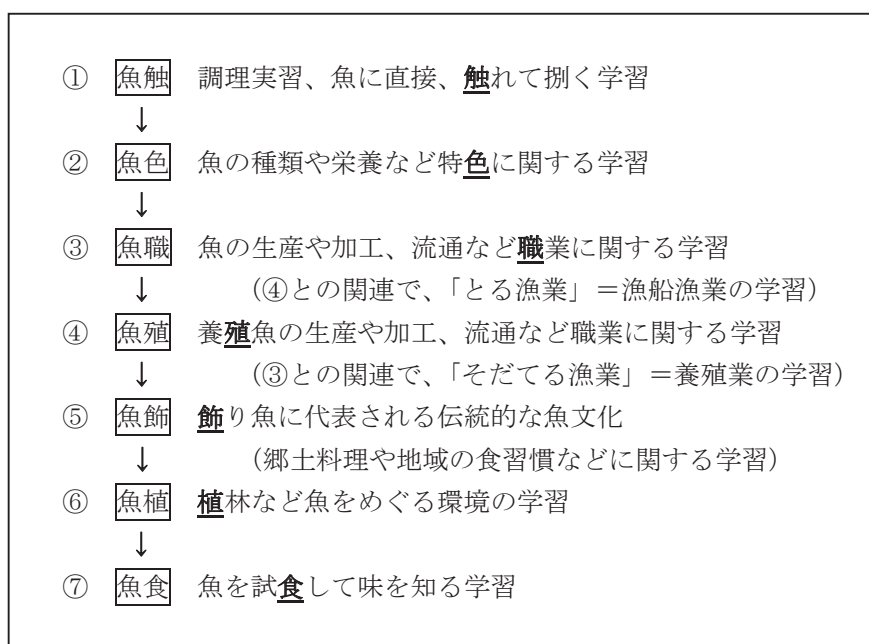 ① 魚触 調理実習、魚に直接、触れて捌く学習
↓
② 魚色 魚の種類や栄養など特色に関する学習
↓
③ 魚職 魚の生産や加工、流通など職業に関する学習
↓ (④との関連で、「とる漁業」＝漁船漁業の学習)
④ 魚殖 養殖魚の生産や加工、流通など職業に関する学習
↓ (③との関連で、「そだてる漁業」＝養殖業の学習)
⑤ 魚飾 飾り魚に代表される伝統的な魚文化
↓ (郷土料理や地域の食習慣などに関する学習)
⑥ 魚植 植林など魚をめぐる環境の学習
↓
⑦ 魚食 魚を試食して味を知る学習